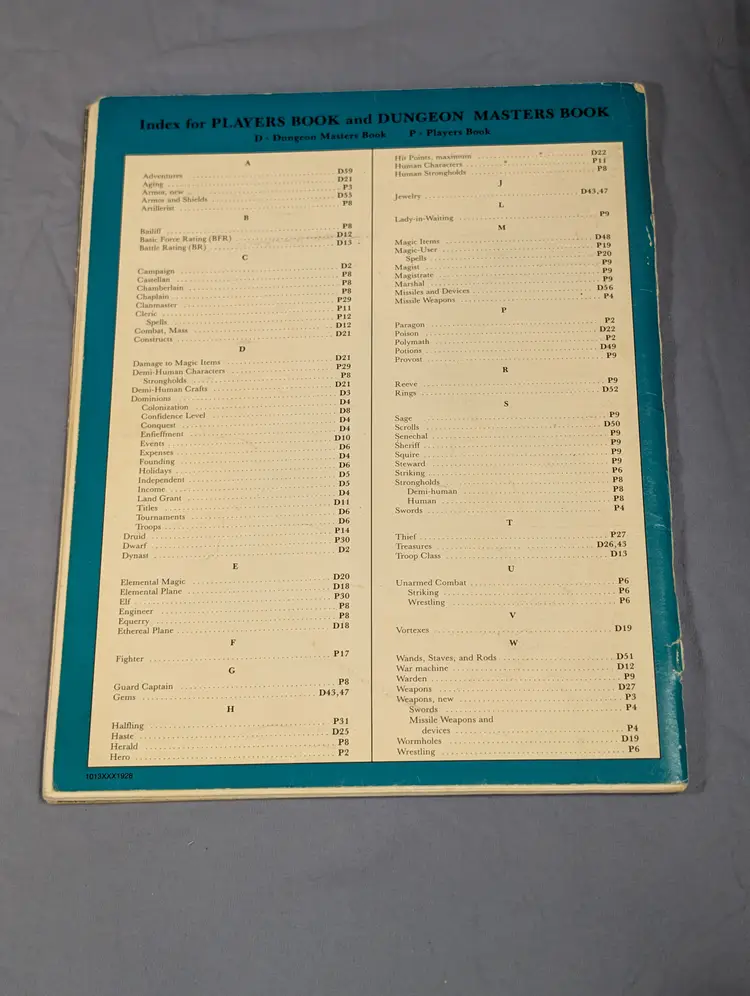 Index for PLAYERS BOOK and DUNGEON MASTERS BOOK
D - Dungeon Masters Book P - Players Book
A
Adventures D59
Aging D21
Armor, new P3
Armor and Shields D55
Artillerist P8
B
Bailiff P8
Basic Force Rating (BFR) D12
Battle Rating (BR) D13
C
Campaign D2
Castellan P8
Chamberlain P8
Chaplain P8
Clanmaster P29
Cleric P11
Spells P12
Combat, Mass D12
Constructs D21
D
Damage to Magic Items D21
Demi-Human Characters P29
Strongholds P8
Demi-Human Crafts D21
Dominions D3
Colonization D4
Confidence Level D8
Conquest D4
Enfieffment D4
Events D10
Expenses D6
Founding D4
Holidays D6
Independent D5
Income D5
Land Grant D4
Titles D11
Tournaments D6
Troops D6
Druid P14
Dwarf P30
Dynast D2
E
Elemental Magic D20
Elemental Plane D18
Elf P30
Engineer P8
Equerry P8
Ethereal Plane D18
F
Fighter P17
G
Guard Captain P8
Gems D43,47
H
Halfling P31
Haste D25
Herald P8
Hero P2
Hit Points, maximum D22
Human Characters P11
Human Strongholds P8
J
Jewelry D43,47
L
Lady-in-Waiting P9
M
Magic Items D48
Magic-User P19
Spells P20
Magist P9
Magistrate P9
Marshal P9
Missiles and Devices D56
Missile Weapons P4
P
Paragon P2
Poison D22
Polymath P2
Potions D49
Provost P9
R
Reeve P9
Rings D52
S
Sage P9
Scrolls D50
Senechal P9
Sheriff P9
Squire P9
Steward P9
Striking P6
Strongholds P8
Demi-human P8
Human P8
Swords P4
T
Thief P27
Treasures D26,43
Troop Class D13
U
Unarmed Combat P6
Striking P6
Wrestling P6
V
Vortexes D19
W
Wands, Staves, and Rods D51
War machine D12
Warden P9
Weapons D27
Weapons, new P3
Swords P4
Missile Weapons and
devices P4
Wormholes D19
Wrestling P6
1013XXX1928